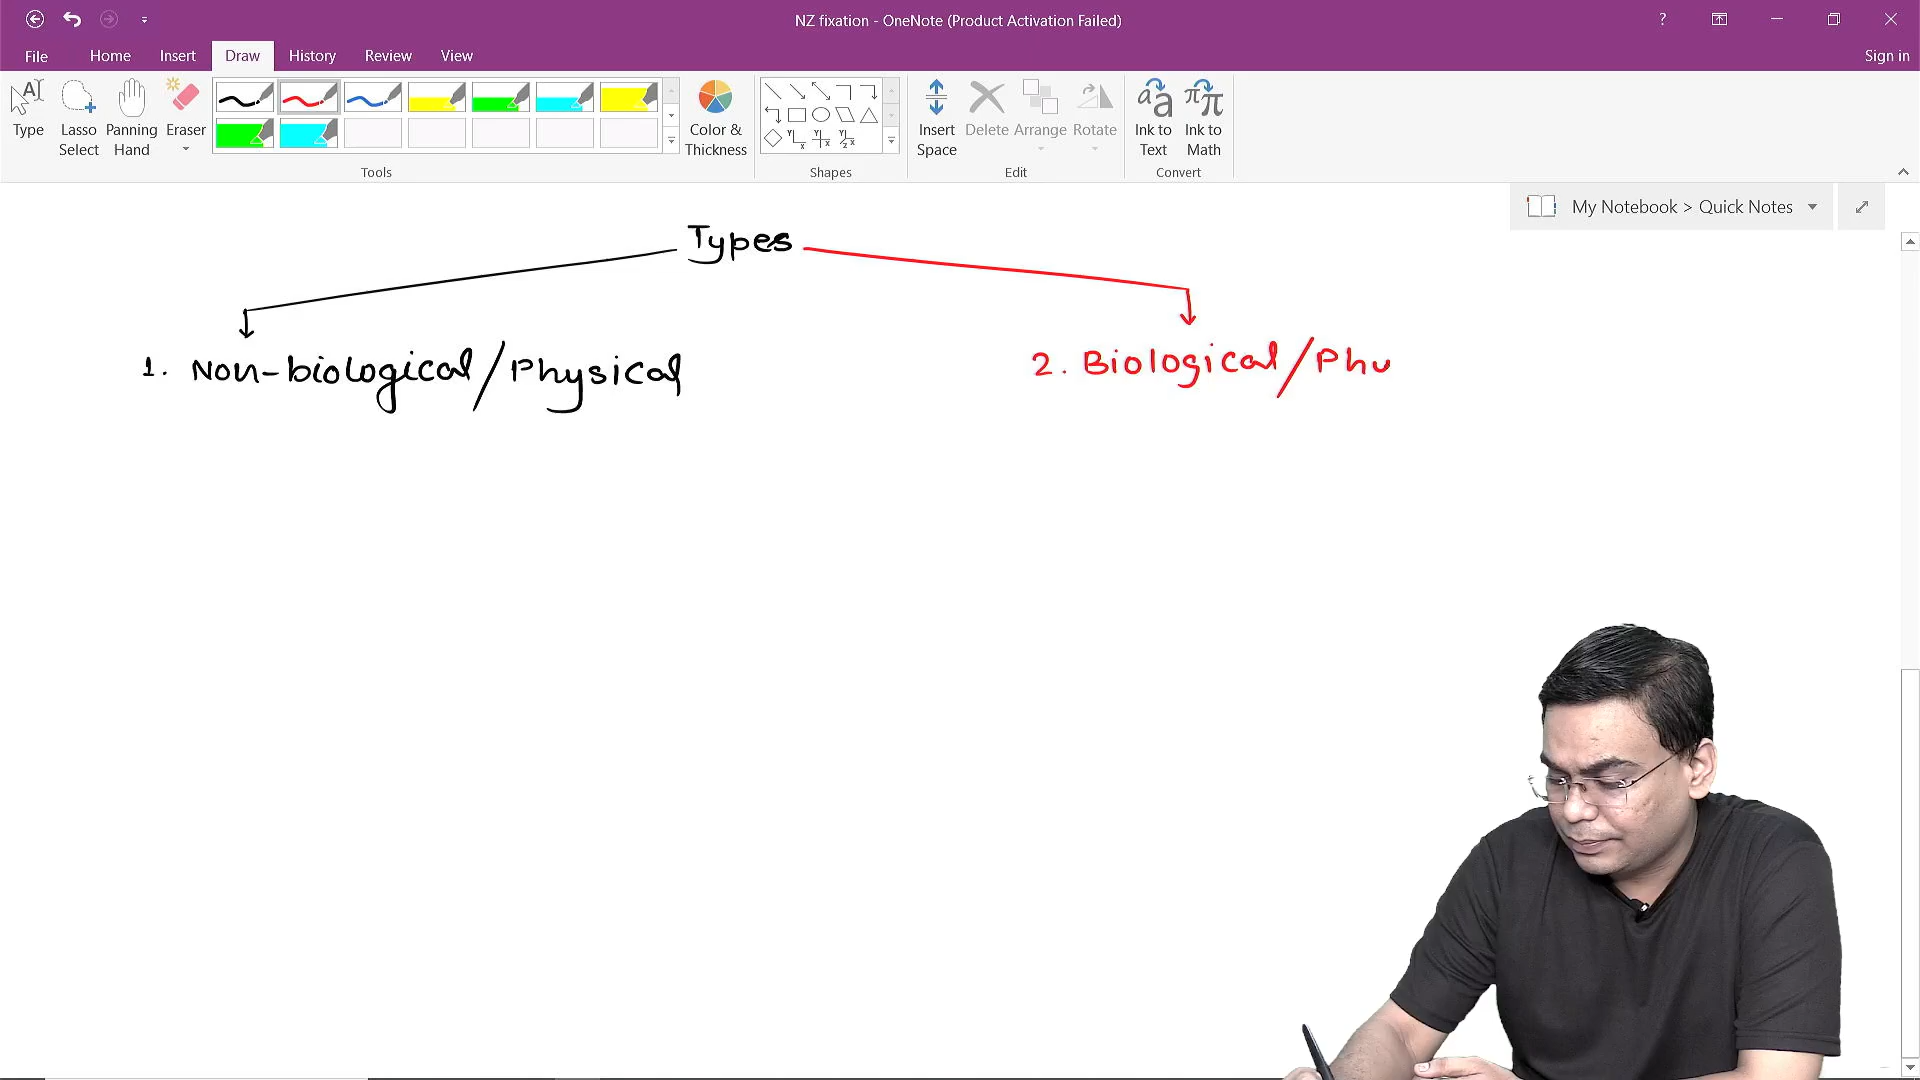 NZ fixation - OneNote (Product Activation Failed)
?
File Home Insert Draw History Review View
Sign in
Type
Lasso Select
Panning Hand
Eraser
Color & Thickness
Insert Space
Delete
Arrange
Rotate
Ink to Text
Ink to Math
Tools
Shapes
Edit
Convert
My Notebook > Quick Notes
Types
1. Non-biological/Physical
2. Biological/Phy